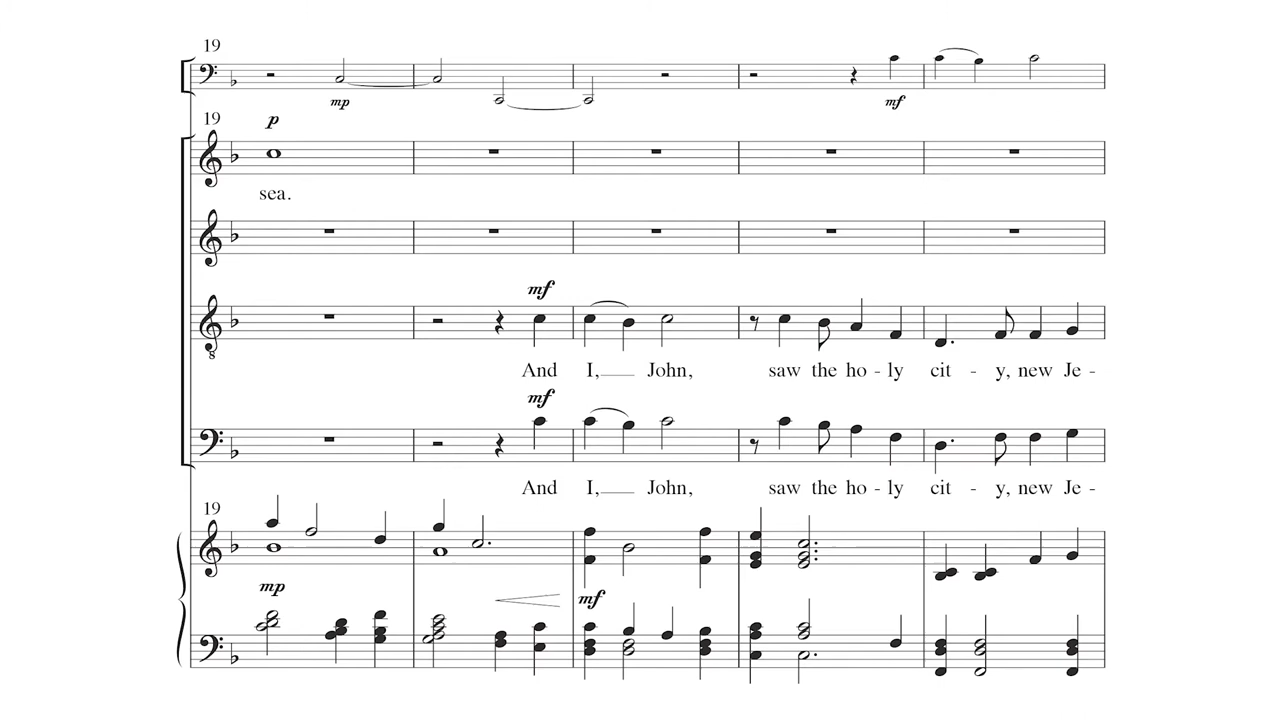 19
mp
mf
p
19
sea.
mf
8
And I, John, saw the ho - ly cit - y, new Je -
mf
And I, John, saw the ho - ly cit - y, new Je -
19
mp
mf